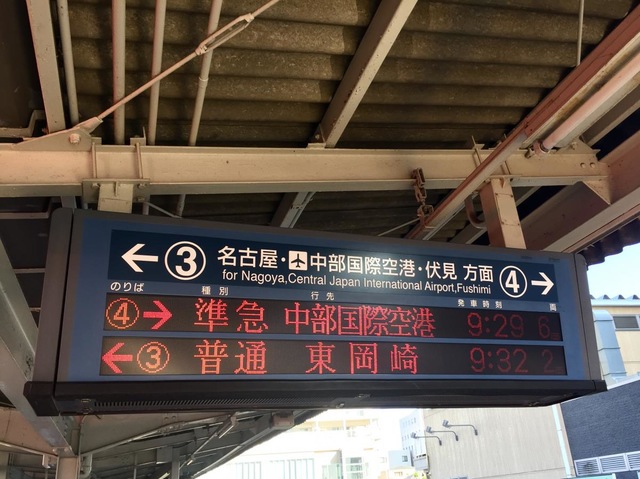 ← ③ 名古屋・✈中部国際空港・伏見 方面 ④ →
for Nagoya,Central Japan International Airport,Fushimi
のりば 種別 行先 発車時刻 両
④→ 準急 中部国際空港 9:29 6
←③ 普通 東岡崎 9:32 2